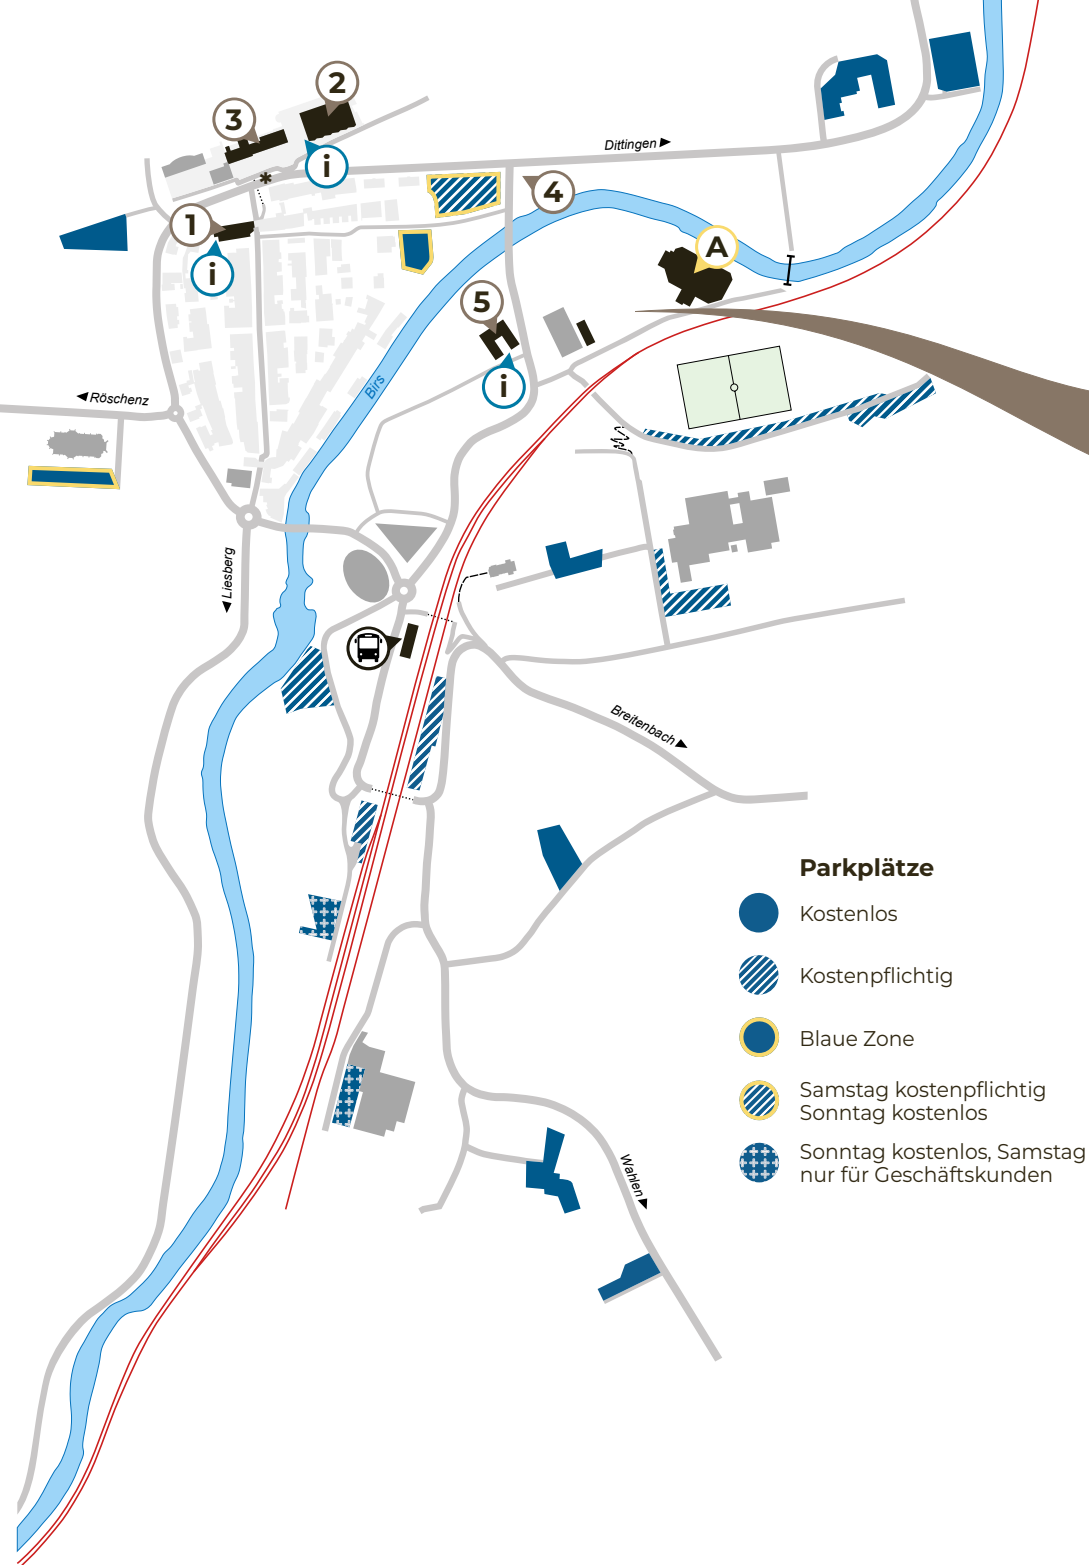 2
3
Dittingen
i
4
1
A
i
5
i
Birs
Röschenz
Liesberg
Breitenbach
Parkplätze
Kostenlos
Kostenpflichtig
Blaue Zone
Samstag kostenpflichtig
Sonntag kostenlos
Sonntag kostenlos, Samstag
nur für Geschäftskunden
Wahlen